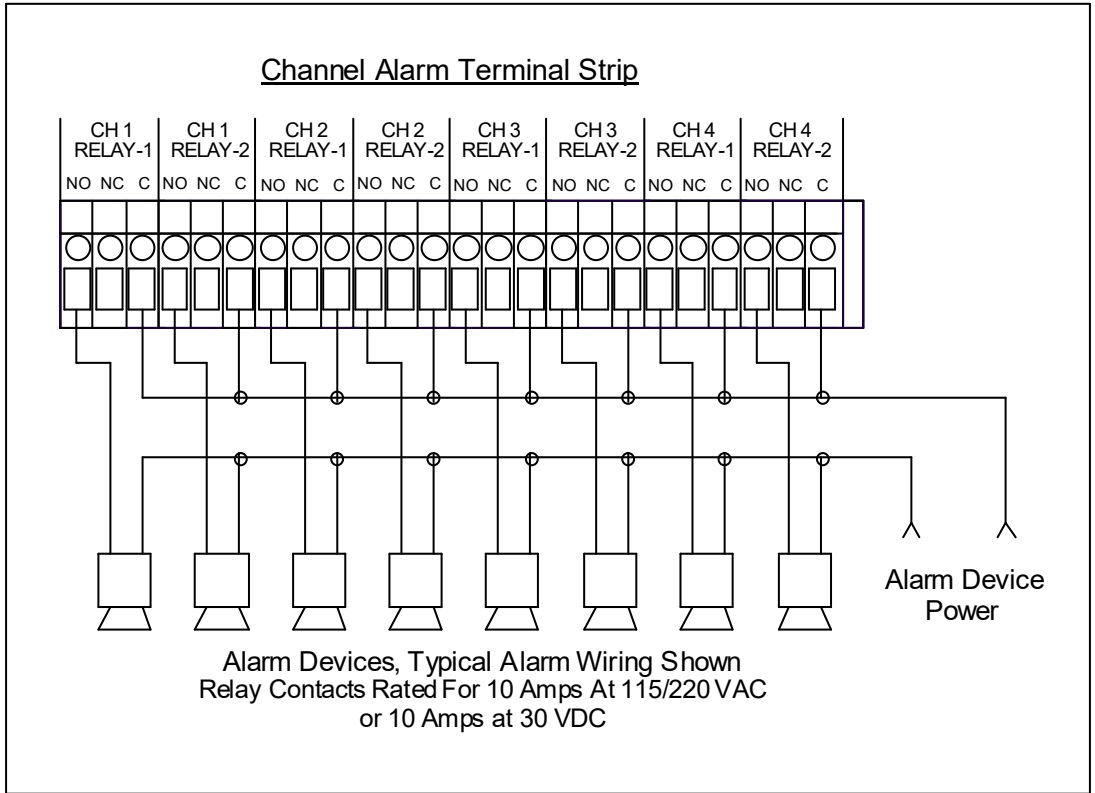 Channel Alarm Terminal Strip
CH 1 CH 1 CH 2 CH 2 CH 3 CH 3 CH 4 CH 4
RELAY-1 RELAY-2 RELAY-1 RELAY-2 RELAY-1 RELAY-2 RELAY-1 RELAY-2
NO NC C NO NC C NO NC C NO NC C NO NC C NO NC C NO NC C NO NC C
Alarm Device
Power
Alarm Devices, Typical Alarm Wiring Shown
Relay Contacts Rated For 10 Amps At 115/220 VAC
or 10 Amps at 30 VDC